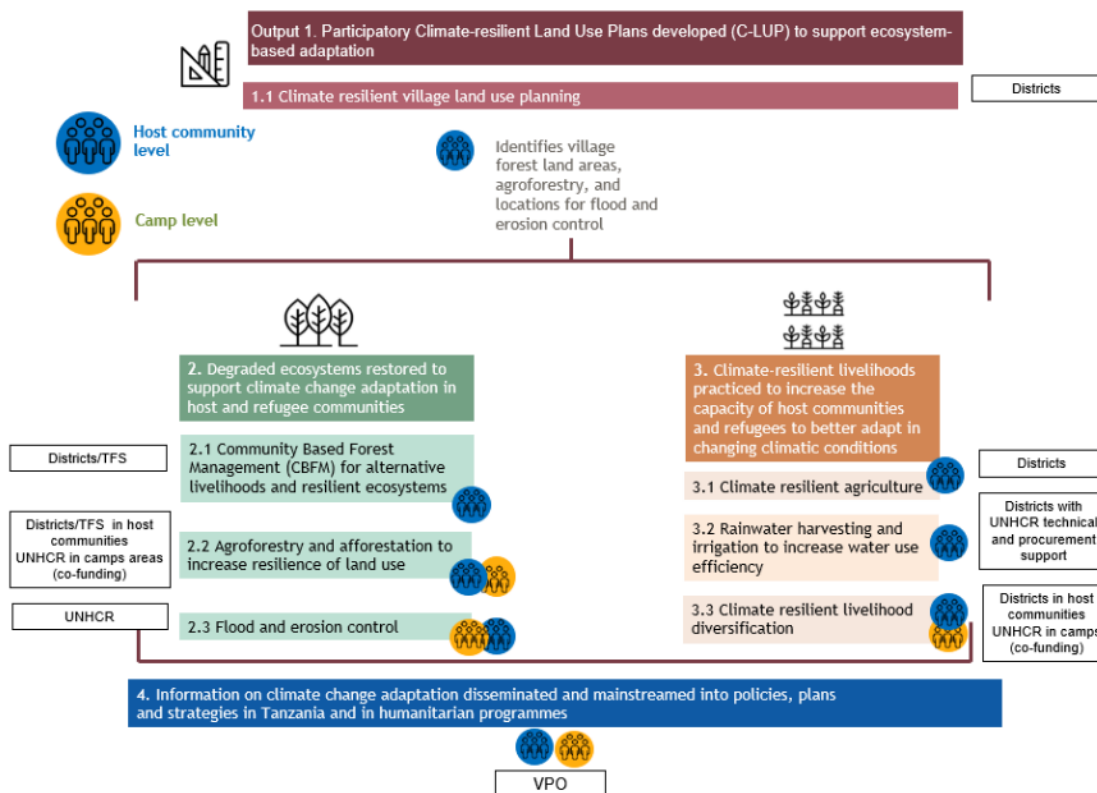 Output 1. Participatory Climate-resilient Land Use Plans developed (C-LUP) to support ecosystem-
based adaptation
1.1 Climate resilient village land use planning
Districts
Host community
level
Identifies village
forest land areas,
agroforestry, and
locations for flood and
erosion control
Camp level
2. Degraded ecosystems restored to
support climate change adaptation in
host and refugee communities
Districts/TFS
2.1 Community Based Forest
Management (CBFM) for alternative
livelihoods and resilient ecosystems
Districts/TFS in host
communities
UNHCR in camps areas
(co-funding)
2.2 Agroforestry and afforestation to
increase resilience of land use
UNHCR
2.3 Flood and erosion control
3. Climate-resilient livelihoods
practiced to increase the
capacity of host communities
and refugees to better adapt in
changing climatic conditions
Districts
3.1 Climate resilient agriculture
Districts with
UNHCR technical
and procurement
support
3.2 Rainwater harvesting and
irrigation to increase water use
efficiency
Districts in host
communities
UNHCR in camps
(co-funding)
3.3 Climate resilient livelihood
diversification
4. Information on climate change adaptation disseminated and mainstreamed into policies, plans
and strategies in Tanzania and in humanitarian programmes
VPO